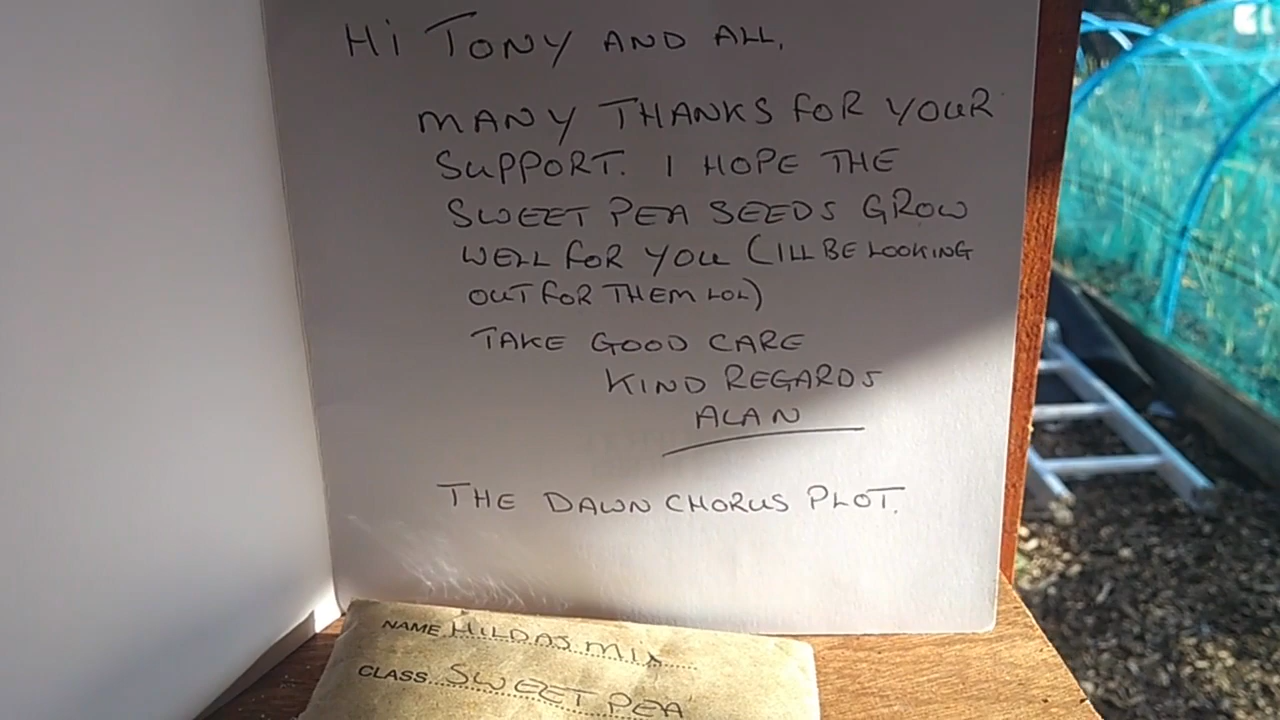 Hi TONY AND ALL,
MANY THANKS FOR YOUR
SUPPORT. I HOPE THE
SWEET PEA SEEDS GROW
WELL FOR YOU (ILL BE LOOKING
OUT FOR THEM LOL)
TAKE GOOD CARE
KIND REGARDS
ALAN
THE DAWN CHORUS PLOT.
NAME HILDAS MIX
CLASS SWEET PEA